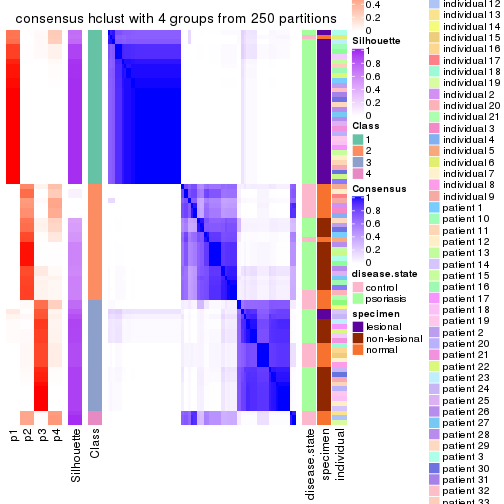 consensus hclust with 4 groups from 250 partitions
p1
p2
p3
p4
Silhouette
Class
disease.state
specimen
individual
0.4
0.2
0
Silhouette
1
0.8
0.6
0.4
0.2
0
Class
1
2
3
4
Consensus
1
0.8
0.6
0.4
0.2
0
disease.state
control
psoriasis
specimen
lesional
non-lesional
normal
individual 12
individual 13
individual 14
individual 15
individual 16
individual 17
individual 18
individual 19
individual 2
individual 20
individual 21
individual 3
individual 4
individual 5
individual 6
individual 7
individual 8
individual 9
patient 1
patient 10
patient 11
patient 12
patient 13
patient 14
patient 15
patient 16
patient 17
patient 18
patient 19
patient 2
patient 20
patient 21
patient 22
patient 23
patient 24
patient 25
patient 26
patient 27
patient 28
patient 29
patient 3
patient 30
patient 31
patient 32
patient 33